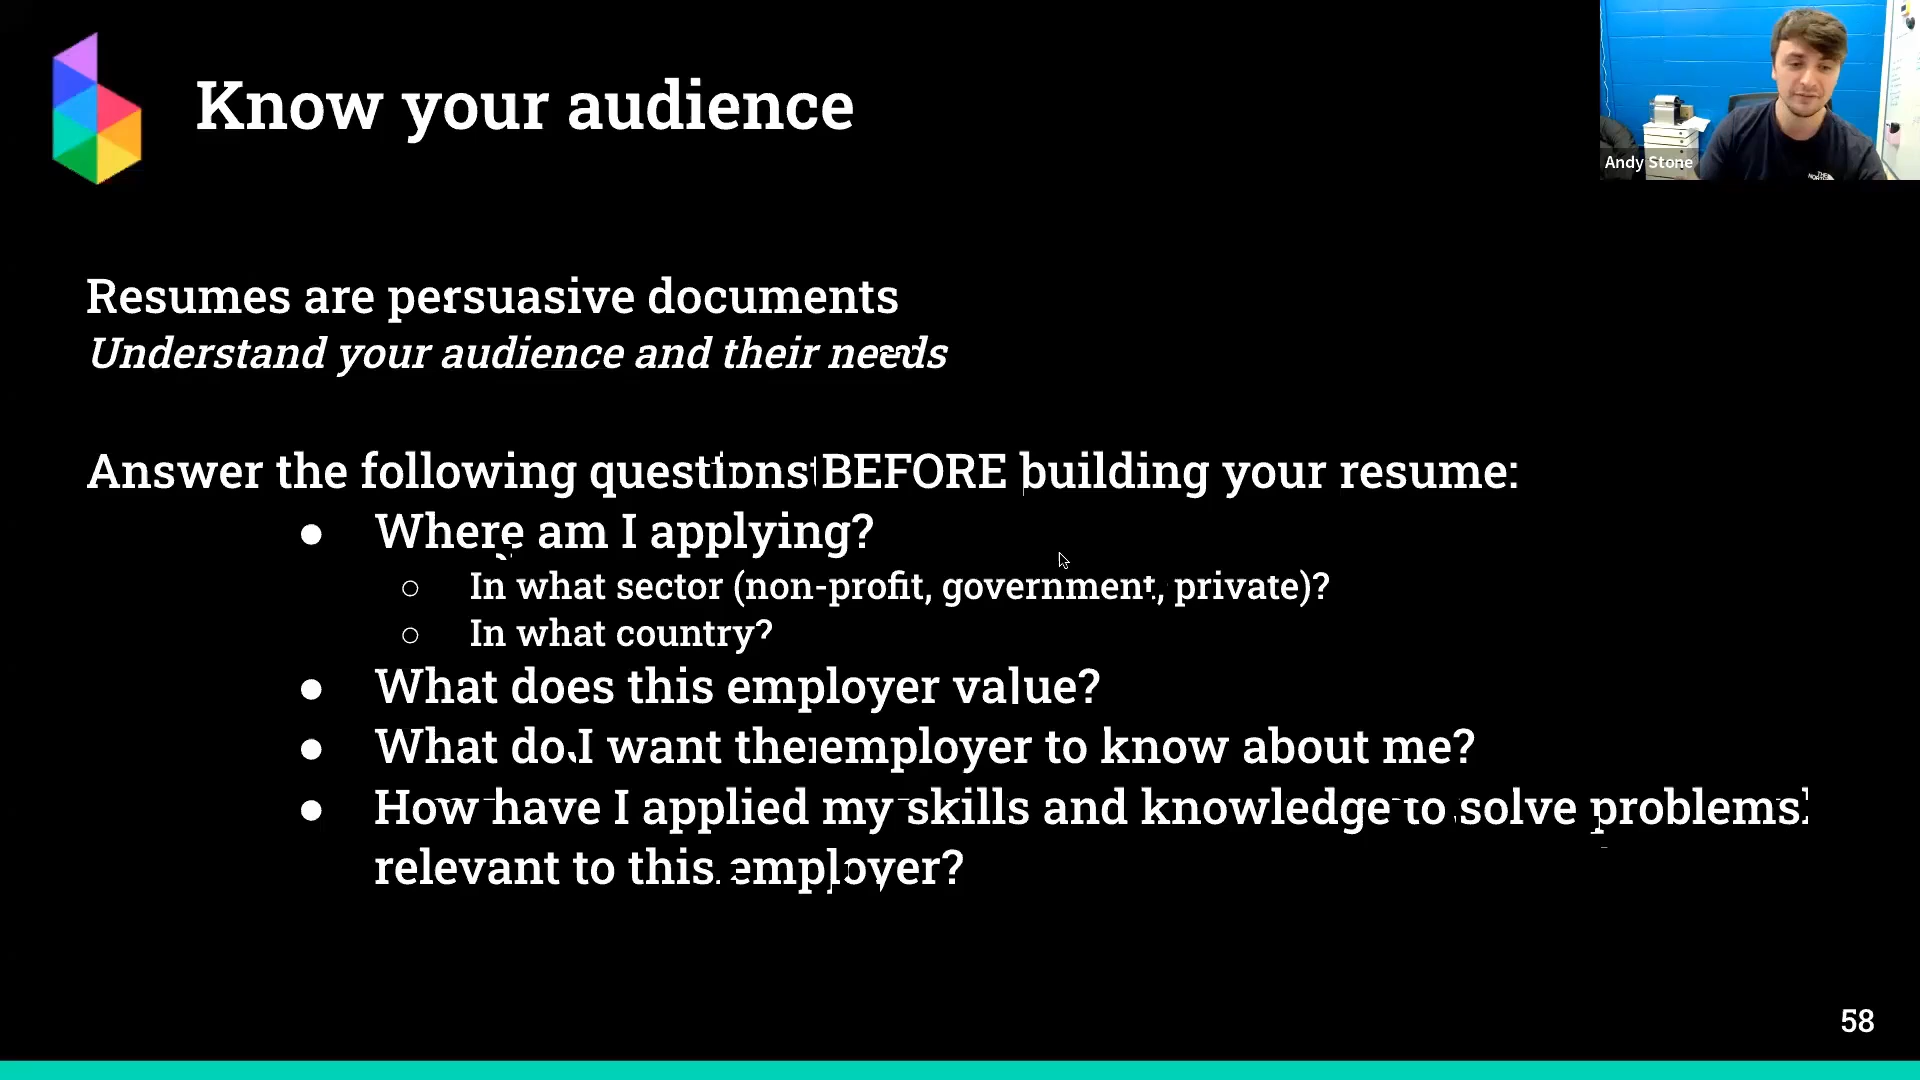 Know your audience
Andy Stone
Resumes are persuasive documents
Understand your audience and their needs
Answer the following questions BEFORE building your resume:
● Where am I applying?
○ In what sector (non-profit, government, private)?
○ In what country?
● What does this employer value?
● What do I want the employer to know about me?
● How have I applied my skills and knowledge to solve problems
relevant to this employer?
58